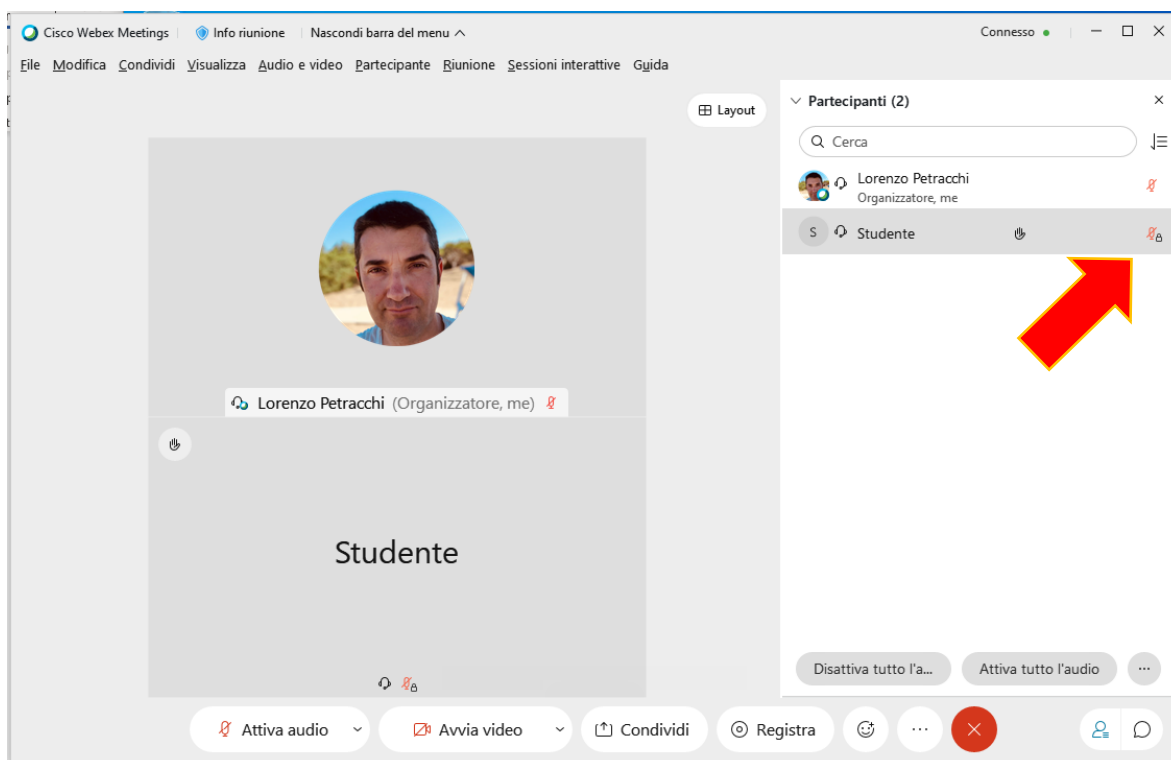 Cisco Webex Meetings Info riunione Nascondi barra del menu Connesso
File Modifica Condividi Visualizza Audio e video Partecipante Riunione Sessioni interattive Guida
Layout
Lorenzo Petracchi (Organizzatore, me)
Studente
Partecipanti (2)
Cerca
Lorenzo Petracchi
Organizzatore, me
S Studente
Disattiva tutto l'a... Attiva tutto l'audio ...
Attiva audio Avvia video Condividi Registra ...